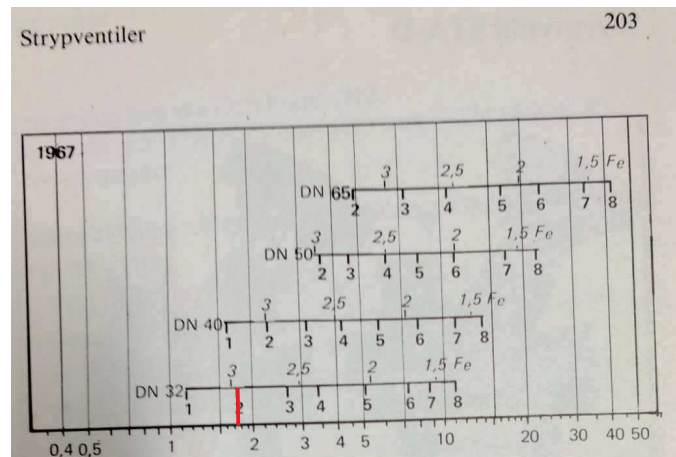 Strypventiler
203
1967
3 2,5 2 1,5 Fe
DN 65
2 3 4 5 6 7 8
3 2,5 2 1,5 Fe
DN 50
2 3 4 5 6 7 8
3 2,5 2 1,5 Fe
DN 40
1 2 3 4 5 6 7 8
3 2,5 2 1,5 Fe
DN 32
1 2 3 4 5 6 7 8
0,4 0,5 1 2 3 4 5 10 20 30 40 50